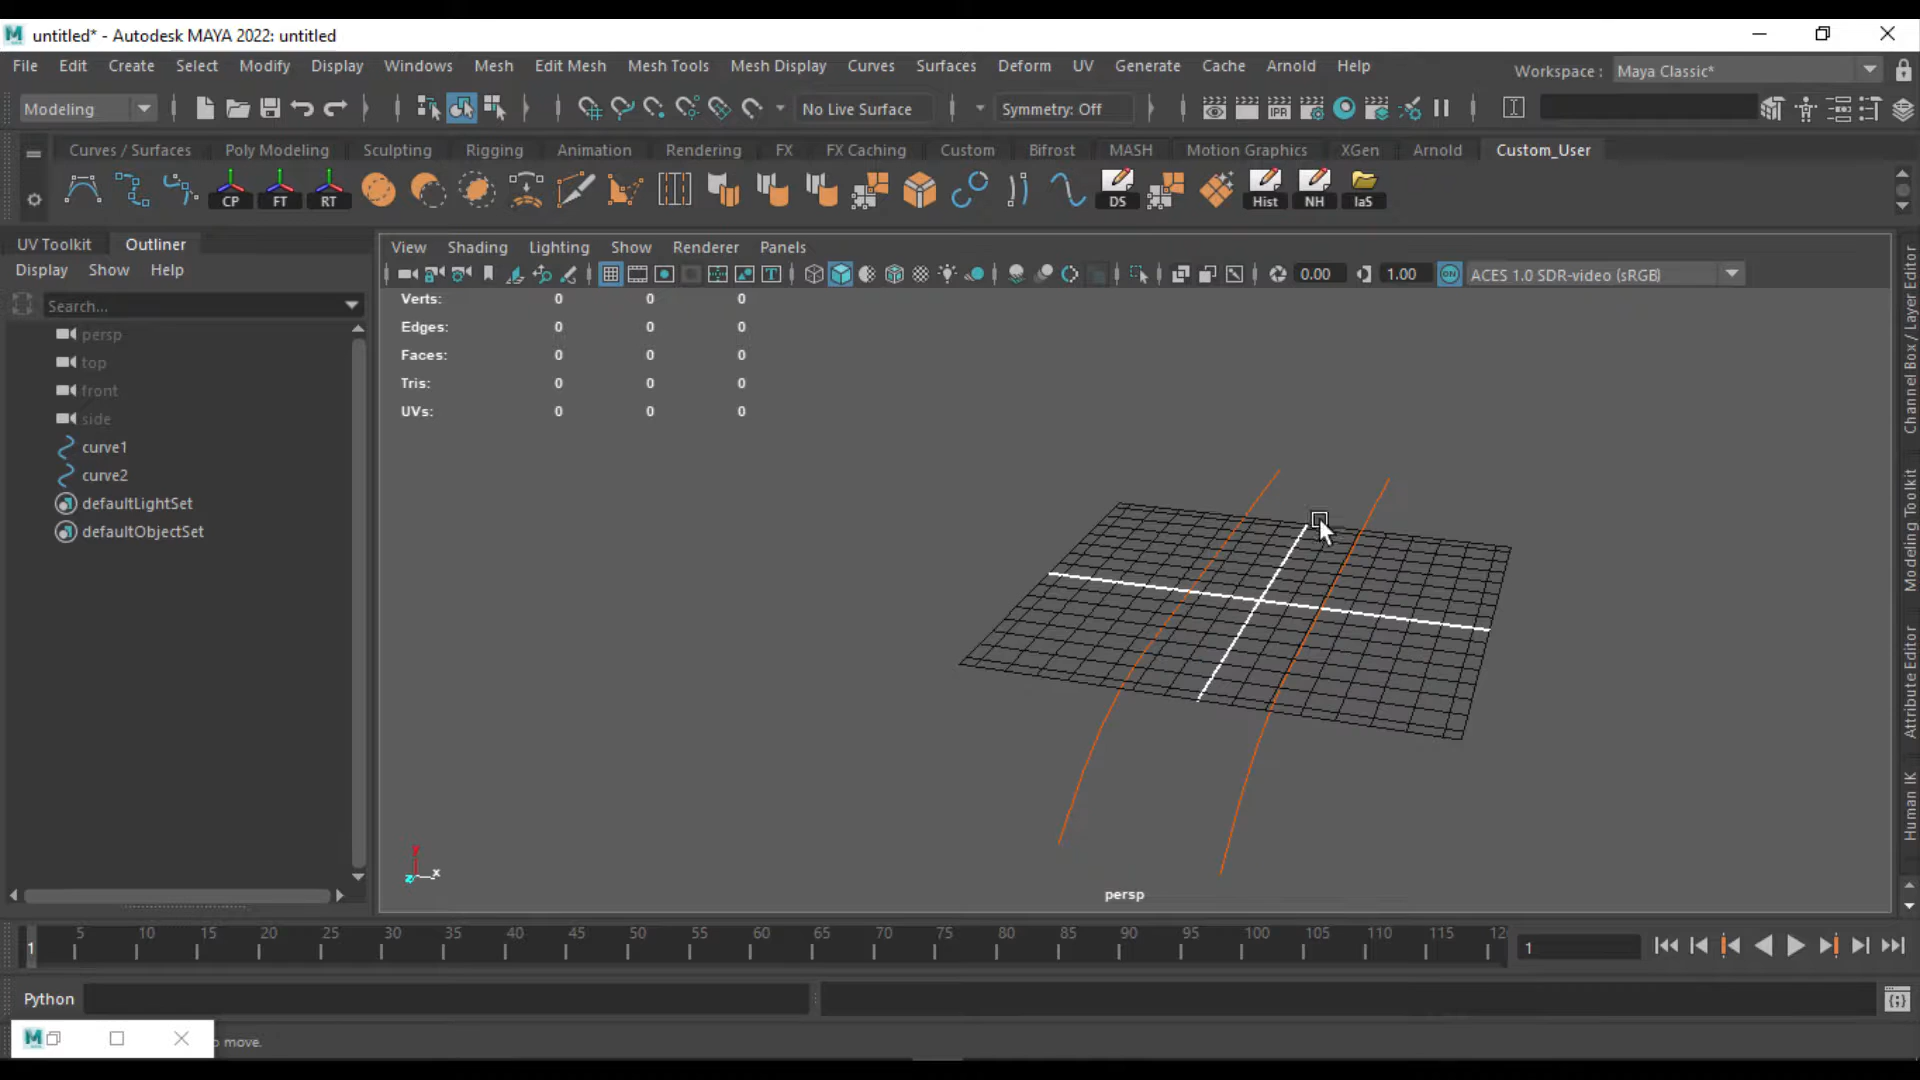 untitled* - Autodesk MAYA 2022: untitled
File Edit Create Select Modify Display Windows Mesh Edit Mesh Mesh Tools Mesh Display Curves Surfaces Deform UV Generate Cache Arnold Help Workspace : Maya Classic*
Modeling No Live Surface Symmetry: Off IPR
Curves / Surfaces Poly Modeling Sculpting Rigging Animation Rendering FX FX Caching Custom Bifrost MASH Motion Graphics XGen Arnold Custom_User
CP FT RT DS Hist NH IaS
UV Toolkit Outliner
Display Show Help
Search...
persp
top
front
side
curve1
curve2
defaultLightSet
defaultObjectSet
View Shading Lighting Show Renderer Panels
0.00 1.00 ON ACES 1.0 SDR-video (sRGB)
Verts: 0 0 0
Edges: 0 0 0
Faces: 0 0 0
Tris: 0 0 0
UVs: 0 0 0
y
z x
persp
Channel Box / Layer Editor
Modeling Toolkit
Attribute Editor
Human IK
1 5 10 15 20 25 30 35 40 45 50 55 60 65 70 75 80 85 90 95 100 105 110 115 12
1
Python
M
o move.